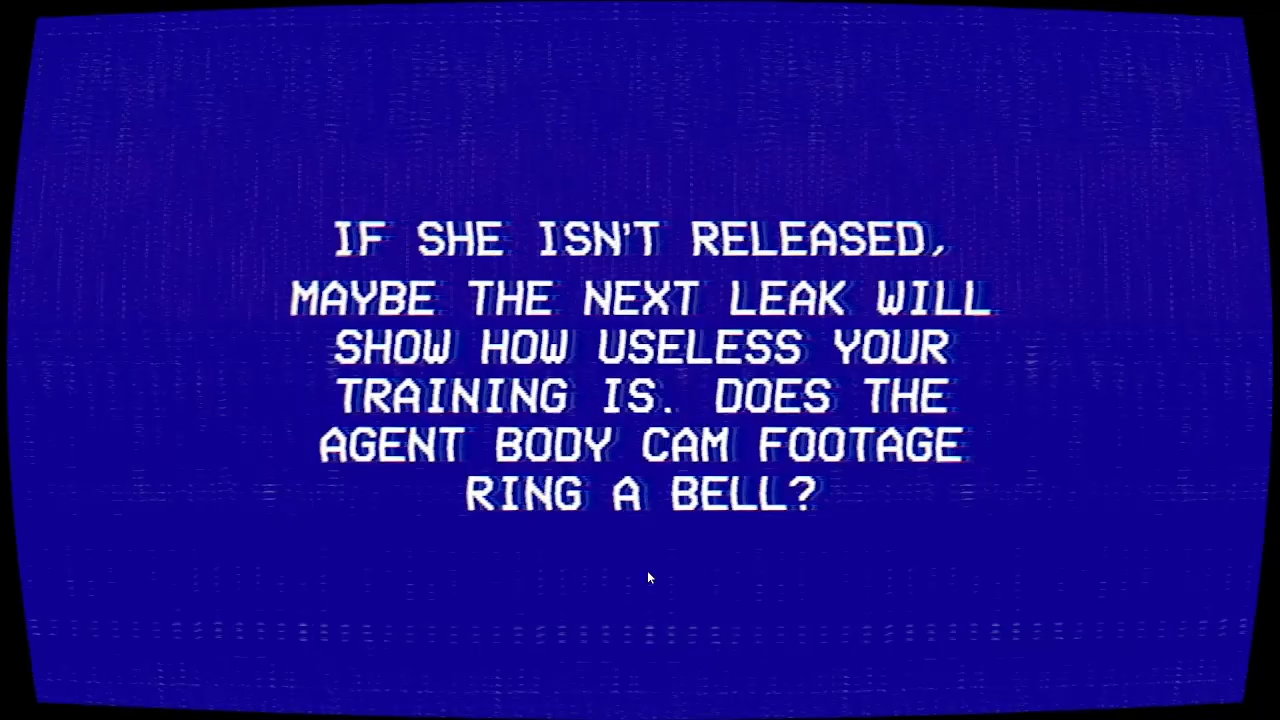 IF SHE ISN'T RELEASED,
MAYBE THE NEXT LEAK WILL
SHOW HOW USELESS YOUR
TRAINING IS. DOES THE
AGENT BODY CAM FOOTAGE
RING A BELL?